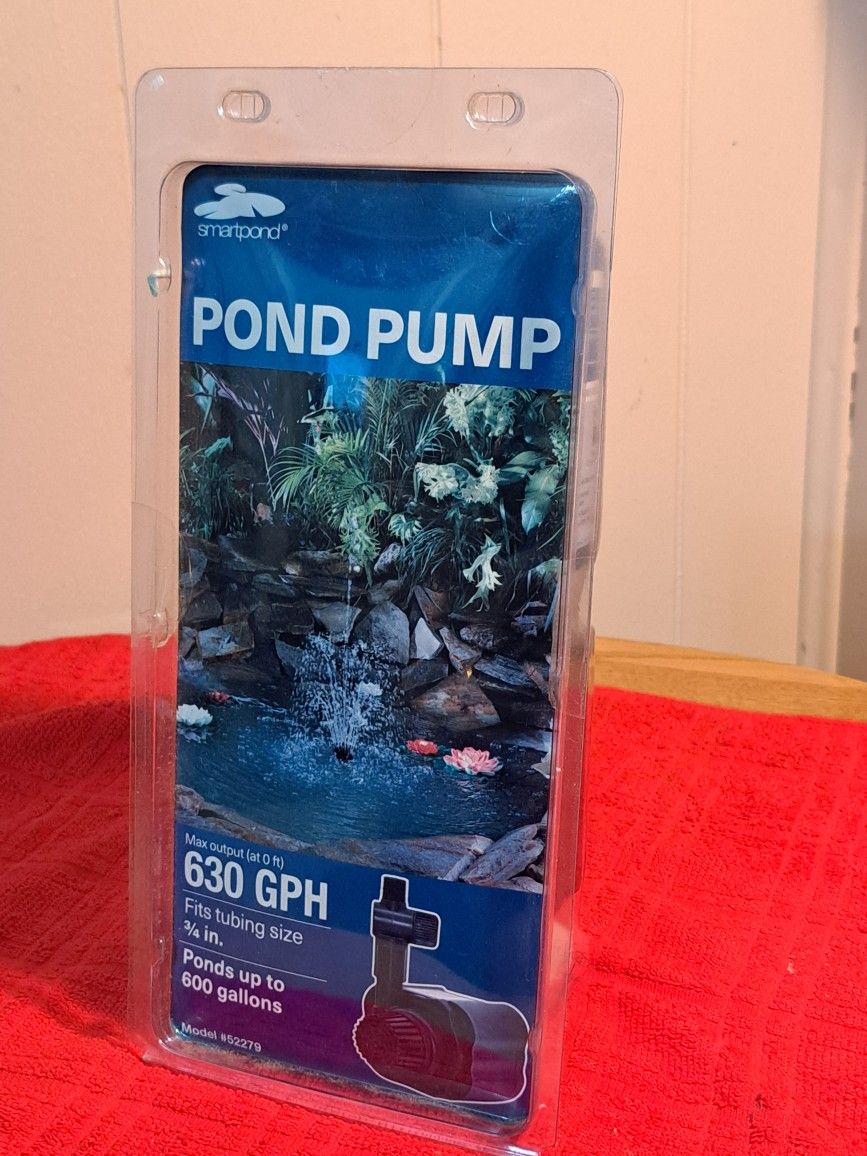 smartpond®
POND PUMP
Max output (at 0 ft)
630 GPH
Fits tubing size
¾ in.
Ponds up to
600 gallons
Model #52279